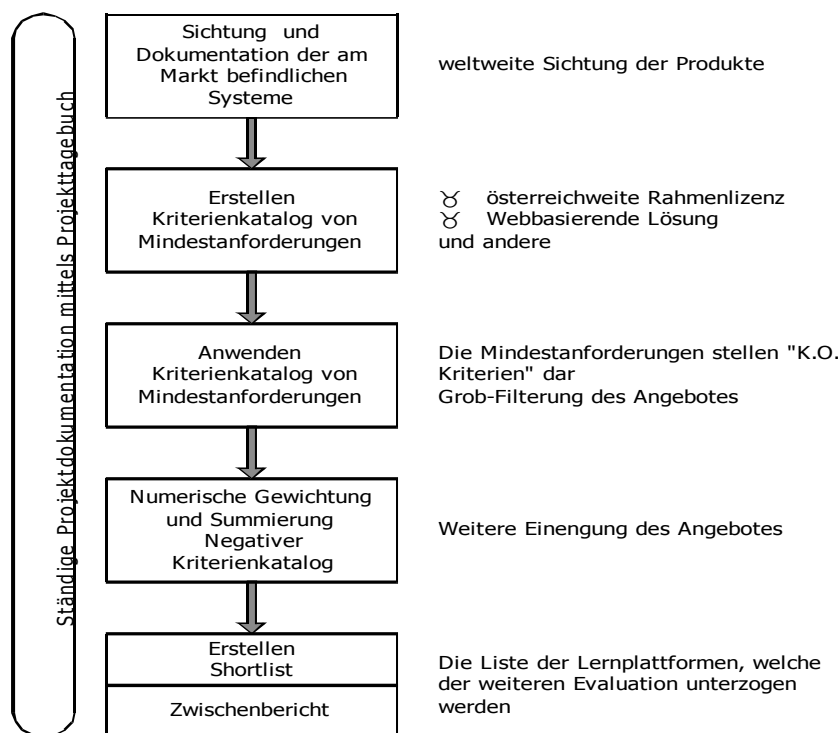 Ständige Projektdokumentation mittels Projekttagebuch
Sichtung und
Dokumentation der am
Markt befindlichen
Systeme
weltweite Sichtung der Produkte
Erstellen
Kriterienkatalog von
Mindestanforderungen
♉ österreichweite Rahmenlizenz
♉ Webbasierende Lösung
und andere
Anwenden
Kriterienkatalog von
Mindestanforderungen
Die Mindestanforderungen stellen "K.O.
Kriterien" dar
Grob-Filterung des Angebotes
Numerische Gewichtung
und Summierung
Negativer
Kriterienkatalog
Weitere Einengung des Angebotes
Erstellen
Shortlist
Zwischenbericht
Die Liste der Lernplattformen, welche
der weiteren Evaluation unterzogen
werden